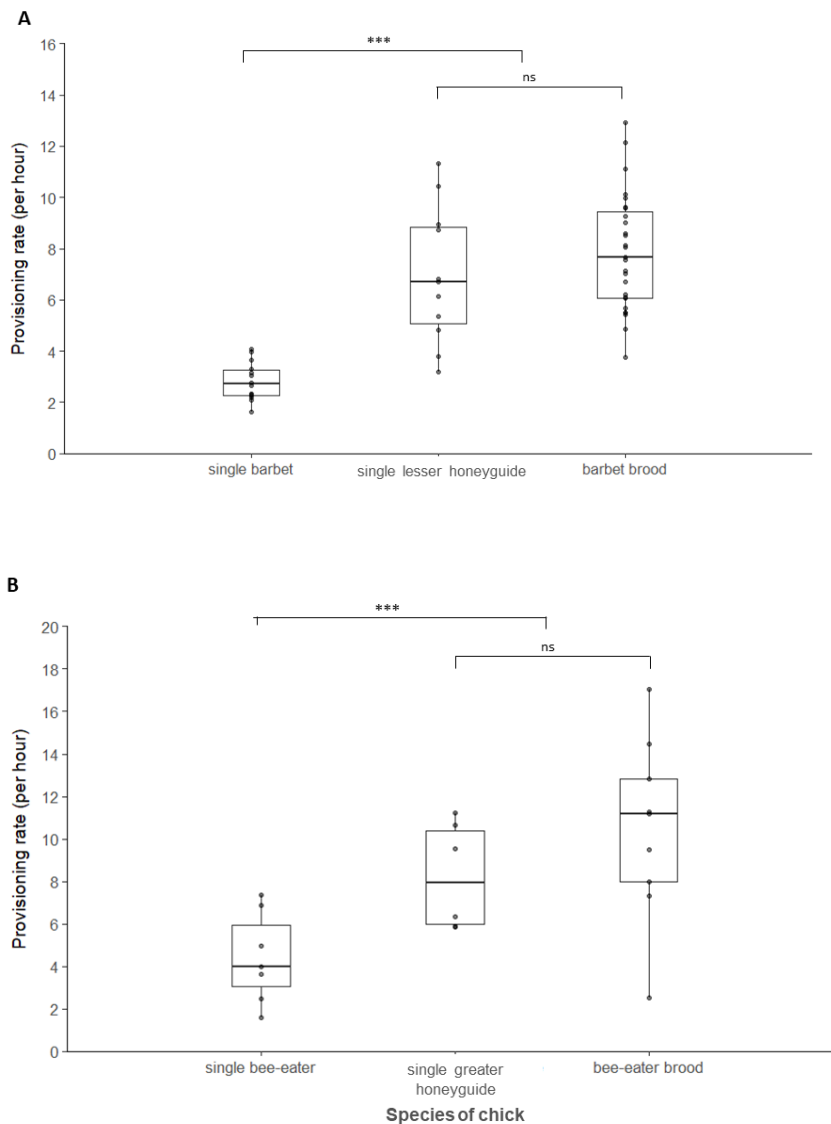 A
***
ns
Provisioning rate (per hour)
16
14
12
10
8
6
4
2
0
single barbet
single lesser honeyguide
barbet brood
B
***
ns
Provisioning rate (per hour)
20
18
16
14
12
10
8
6
4
2
0
single bee-eater
single greater
honeyguide
bee-eater brood
Species of chick